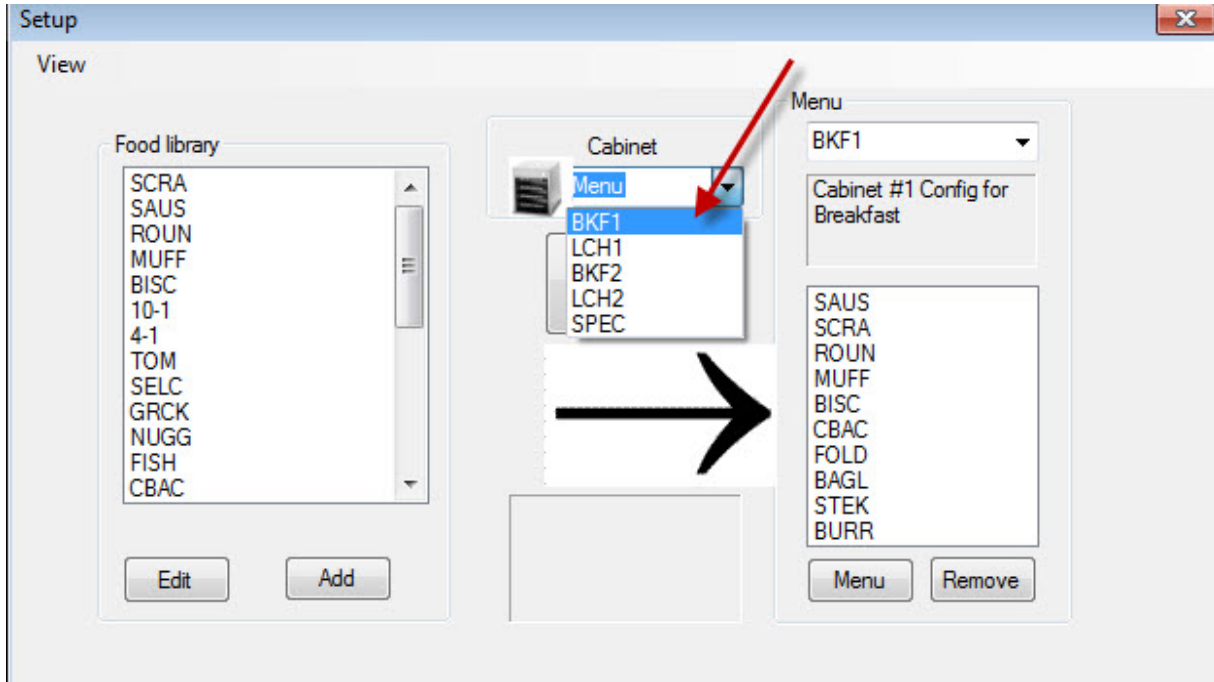 Setup
View
Food library
SCRA
SAUS
ROUN
MUFF
BISC
10-1
4-1
TOM
SELC
GRCK
NUGG
FISH
CBAC
Edit
Add
Cabinet
Menu
BKF1
LCH1
BKF2
LCH2
SPEC
Menu
BKF1
Cabinet #1 Config for
Breakfast
SAUS
SCRA
ROUN
MUFF
BISC
CBAC
FOLD
BAGL
STEK
BURR
Menu
Remove